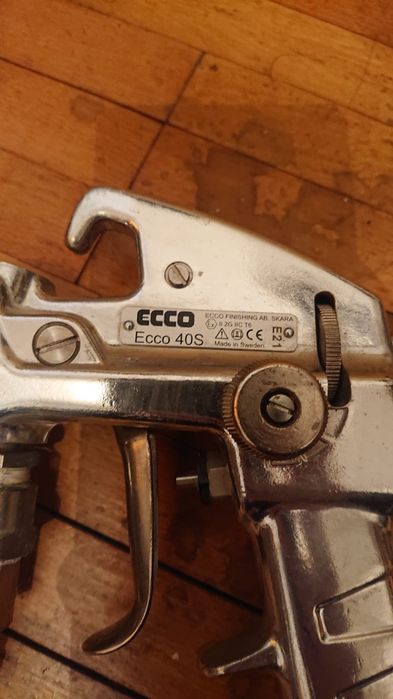 ECCO
ECCO FINISHING AB, SKARA
II 2G IIC T6
Ecco 40S
CE
Made in Sweden
E21